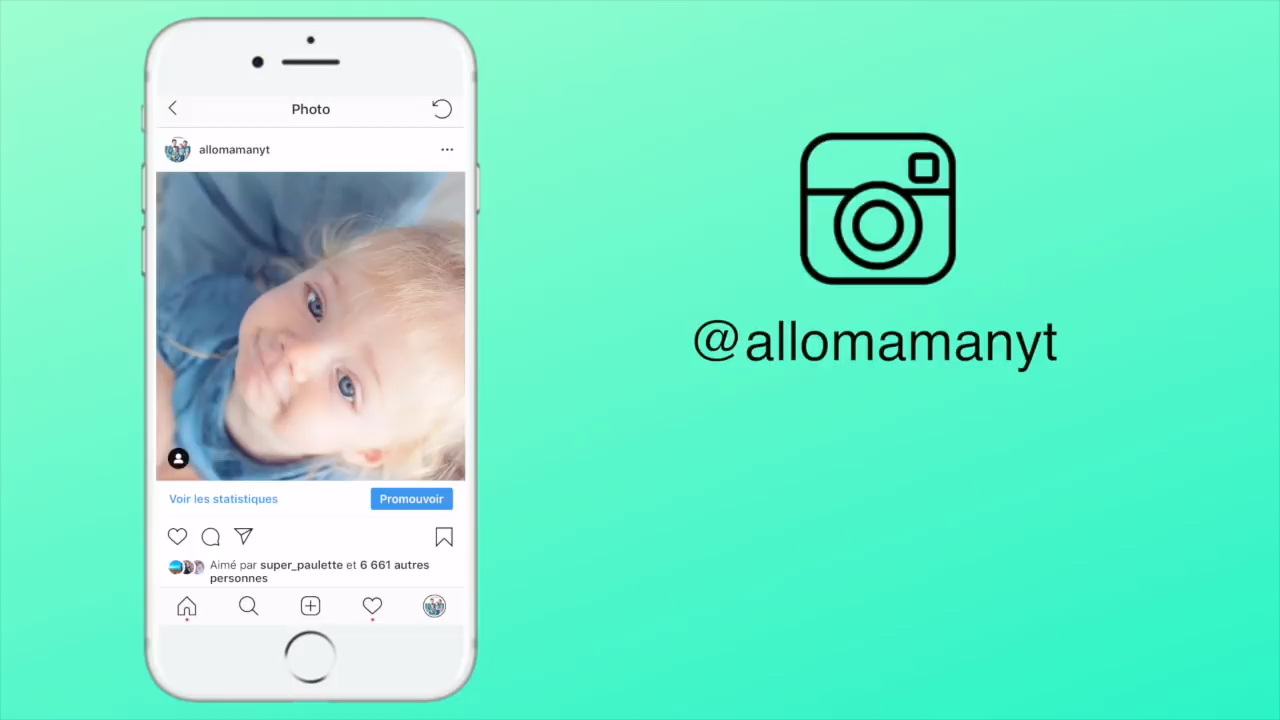 Photo
allomamanyt
Voir les statistiques
Promouvoir
Aimé par super_paulette et 6 661 autres
personnes
@allomamanyt